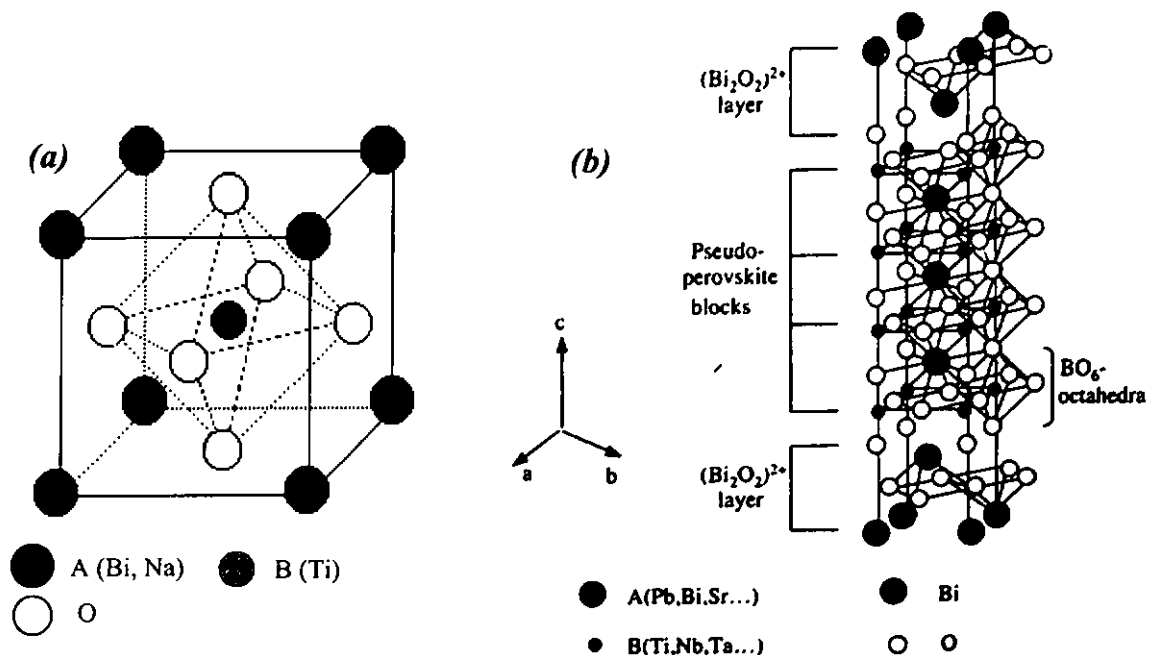 (a)
A (Bi, Na)
B (Ti)
O
(b)
(Bi₂O₂)²⁺
layer
Pseudo-
perovskite
blocks
BO₆-
octahedra
(Bi₂O₂)²⁺
layer
c
a
b
A(Pb,Bi,Sr...)
Bi
B(Ti,Nb,Ta...)
O